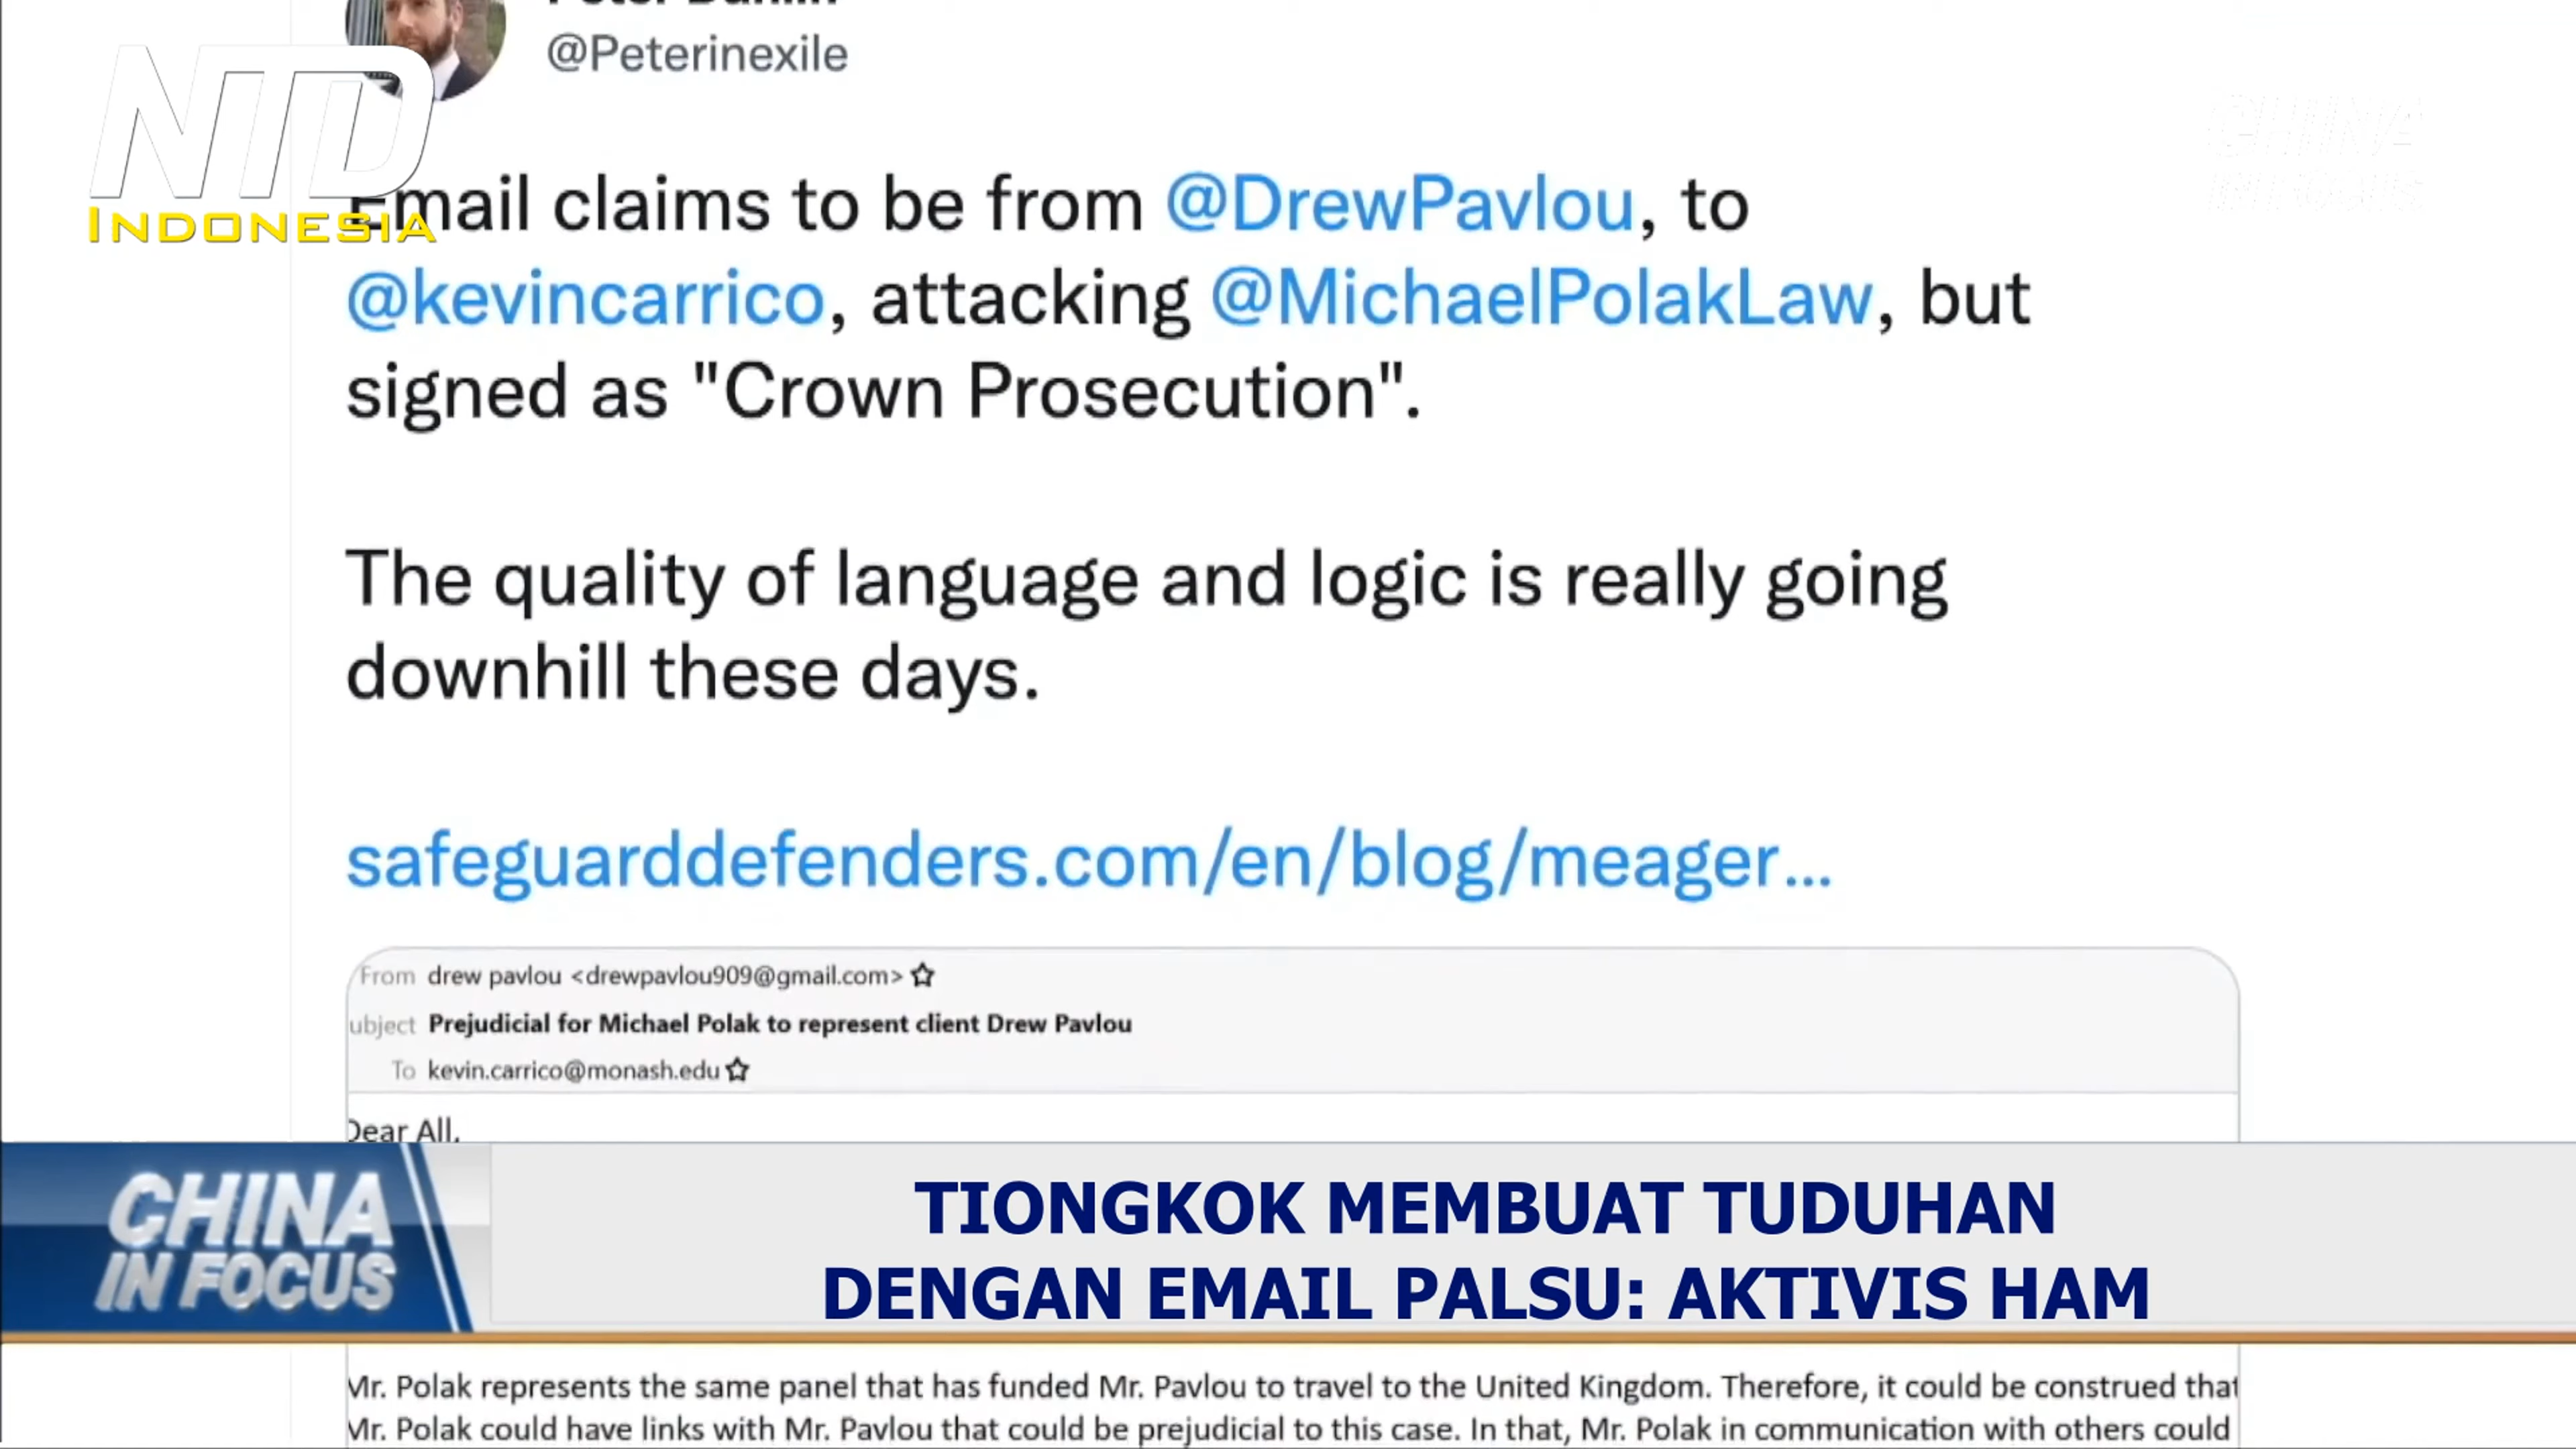 @Peterinexile
NTD
INDONESIA
Email claims to be from @DrewPavlou, to
@kevincarrico, attacking @MichaelPolakLaw, but
signed as "Crown Prosecution".
The quality of language and logic is really going
downhill these days.
safeguarddefenders.com/en/blog/meager...
From drew pavlou <drewpavlou909@gmail.com>
ubject Prejudicial for Michael Polak to represent client Drew Pavlou
To kevin.carrico@monash.edu
Dear All,
CHINA
IN FOCUS
TIONGKOK MEMBUAT TUDUHAN
DENGAN EMAIL PALSU: AKTIVIS HAM
Mr. Polak represents the same panel that has funded Mr. Pavlou to travel to the United Kingdom. Therefore, it could be construed that
Mr. Polak could have links with Mr. Pavlou that could be prejudicial to this case. In that, Mr. Polak in communication with others could